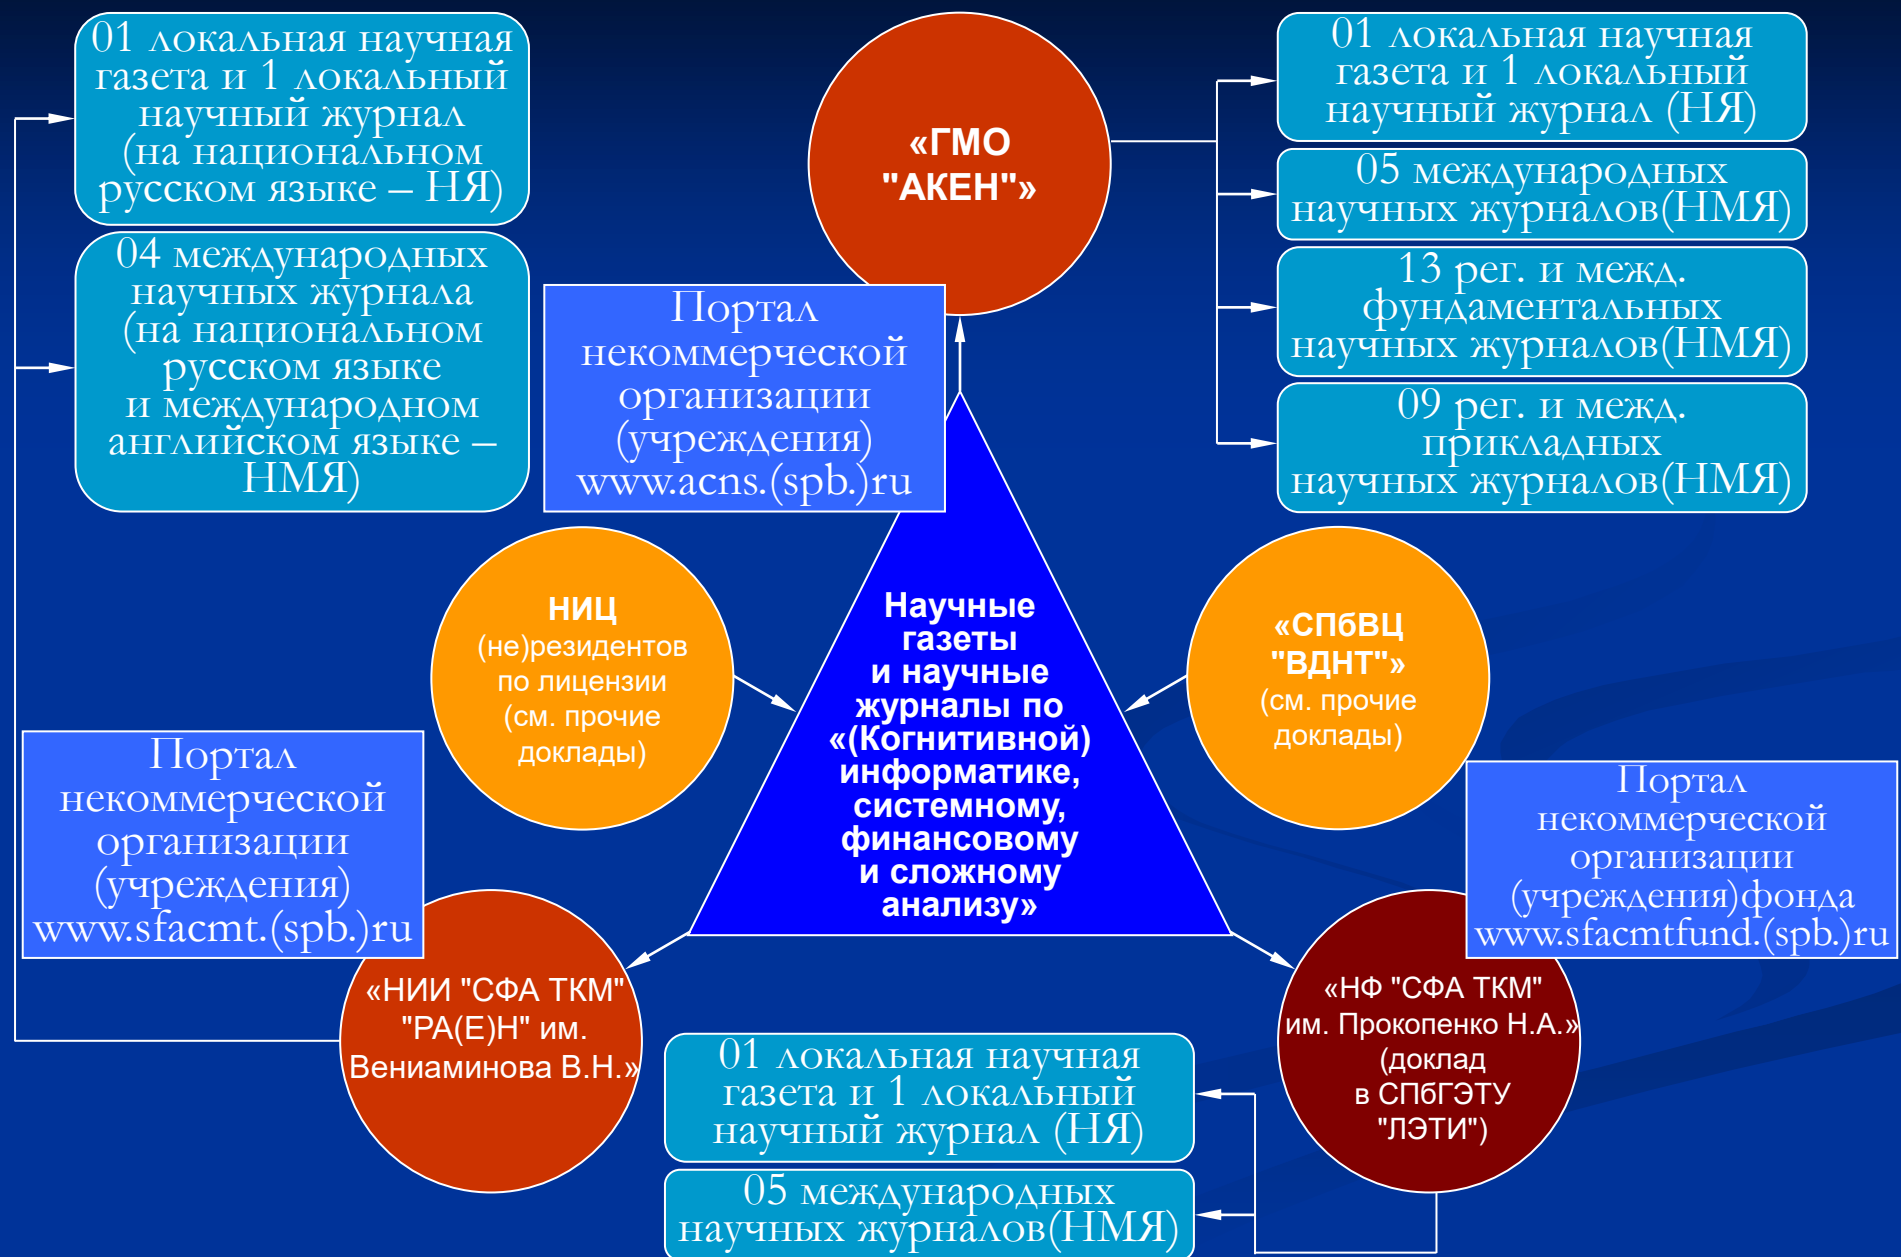 01 локальная научная
газета и 1 локальный
научный журнал
(на национальном
русском языке – НЯ)
04 международных
научных журнала
(на национальном
русском языке
и международном
английском языке –
НМЯ)
«ГМО
"АКЕН"»
01 локальная научная
газета и 1 локальный
научный журнал (НЯ)
05 международных
научных журналов(НМЯ)
13 рег. и межд.
фундаментальных
научных журналов(НМЯ)
09 рег. и межд.
прикладных
научных журналов(НМЯ)
Портал
некоммерческой
организации
(учреждения)
www.acns.(spb.)ru
НИЦ
(не)резидентов
по лицензии
(см. прочие
доклады)
Научные
газеты
и научные
журналы по
«(Когнитивной)
информатике,
системному,
финансовому
и сложному
анализу»
«СПбВЦ
"ВДНТ"»
(см. прочие
доклады)
Портал
некоммерческой
организации
(учреждения)
www.sfacmt.(spb.)ru
Портал
некоммерческой
организации
(учреждения)фонда
www.sfacmtfund.(spb.)ru
«НИИ "СФА ТКМ"
"РА(Е)Н" им.
Вениаминова В.Н.»
«НФ "СФА ТКМ"
им. Прокопенко Н.А.»
(доклад
в СПбГЭТУ
"ЛЭТИ")
01 локальная научная
газета и 1 локальный
научный журнал (НЯ)
05 международных
научных журналов(НМЯ)